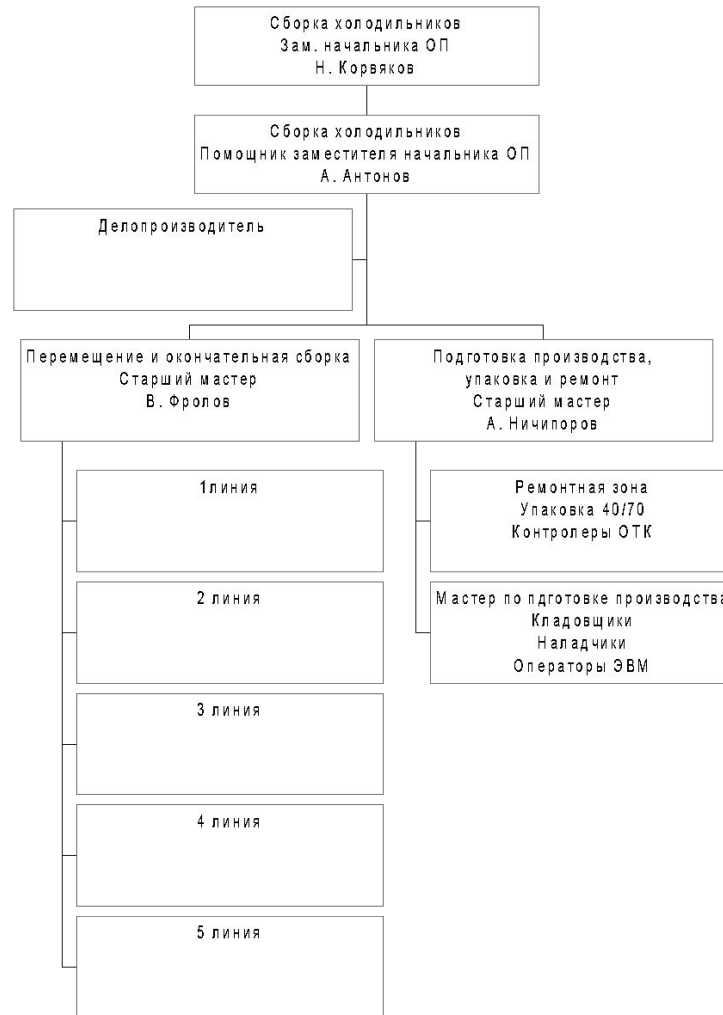 Сборка холодильников
Зам. начальника ОП
Н. Корвяков
Сборка холодильников
Помощник заместителя начальника ОП
А. Антонов
Делопроизводитель
Перемещение и окончательная сборка
Старший мастер
В. Фролов
Подготовка производства,
упаковка и ремонт
Старший мастер
А. Ничипоров
1линия
2 линия
3 линия
4 линия
5 линия
Ремонтная зона
Упаковка 40/70
Контролеры ОТК
Мастер по пдготовке производства
Кладовщики
Наладчики
Операторы ЭВМ